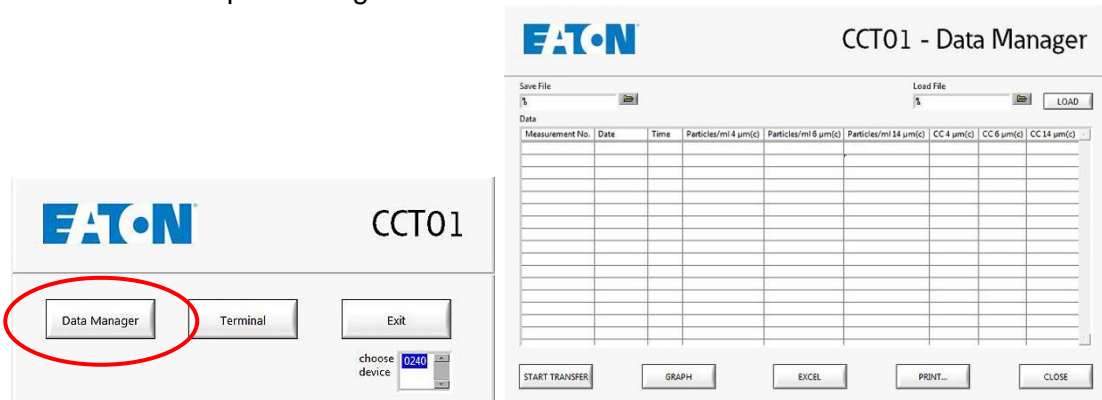 EATON
CCT01
Data Manager
Terminal
Exit
choose
device
0240
EATON
CCT01 - Data Manager
Save File
Load File
%
%
LOAD
Data
Measurement No. Date Time Particles/ml 4 µm(c) Particles/ml 6 µm(c) Particles/ml 14 µm(c) CC 4 µm(c) CC 6 µm(c) CC 14 µm(c)
START TRANSFER
GRAPH
EXCEL
PRINT...
CLOSE